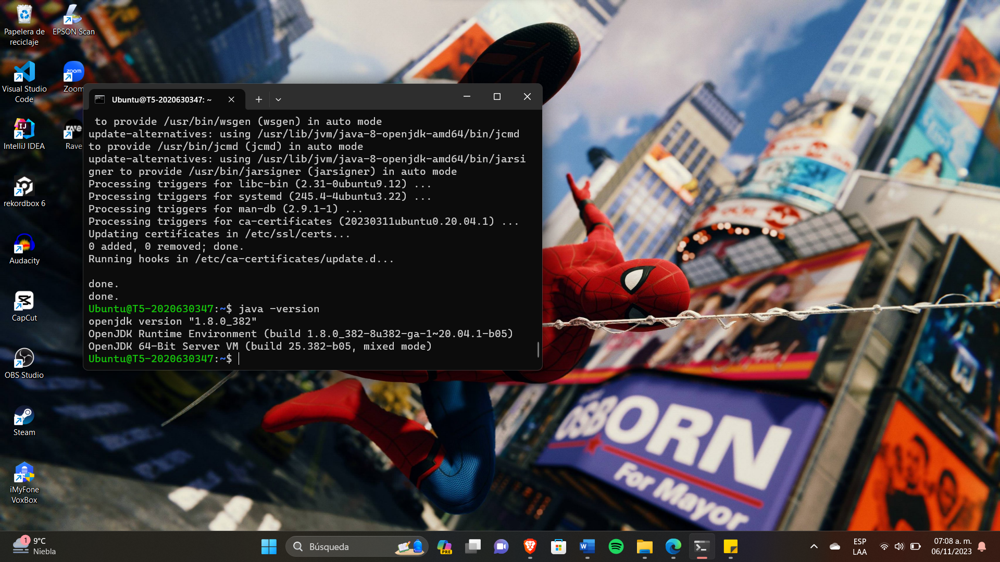 Papelera de
reciclaje
EPSON Scan
Visual Studio
Code
zoom
Zoom
IJ
IntelliJ IDEA
rave
Rave
rekordbox 6
Audacity
CapCut
OBS Studio
Steam
iMyFone
VoxBox
Ubuntu@T5-2020630347: ~
to provide /usr/bin/wsgen (wsgen) in auto mode
update-alternatives: using /usr/lib/jvm/java-8-openjdk-amd64/bin/jcmd
to provide /usr/bin/jcmd (jcmd) in auto mode
update-alternatives: using /usr/lib/jvm/java-8-openjdk-amd64/bin/jarsi
gner to provide /usr/bin/jarsigner (jarsigner) in auto mode
Processing triggers for libc-bin (2.31-0ubuntu9.12) ...
Processing triggers for systemd (245.4-4ubuntu3.22) ...
Processing triggers for man-db (2.9.1-1) ...
Processing triggers for ca-certificates (20230311ubuntu0.20.04.1) ...
Updating certificates in /etc/ssl/certs...
0 added, 0 removed; done.
Running hooks in /etc/ca-certificates/update.d...
done.
done.
Ubuntu@T5-2020630347:~$ java -version
openjdk version "1.8.0_382"
OpenJDK Runtime Environment (build 1.8.0_382-8u382-ga-1~20.04.1-b05)
OpenJDK 64-Bit Server VM (build 25.382-b05, mixed mode)
Ubuntu@T5-2020630347:~$
OSBORN
For Mayor
1
9°C
Niebla
Búsqueda
PRE
W
ESP
LAA
07:08 a. m.
06/11/2023